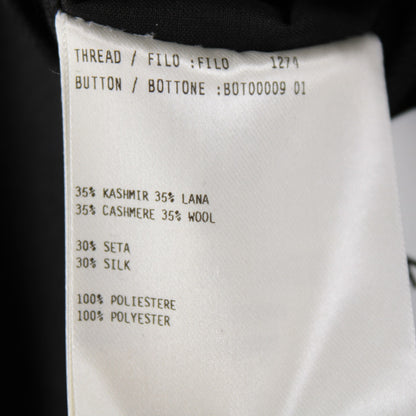 THREAD / FILO :FILO 1274
BUTTON / BOTTONE :BOT00009 01
35% KASHMIR 35% LANA
35% CASHMERE 35% WOOL
30% SETA
30% SILK
100% POLIESTERE
100% POLYESTER